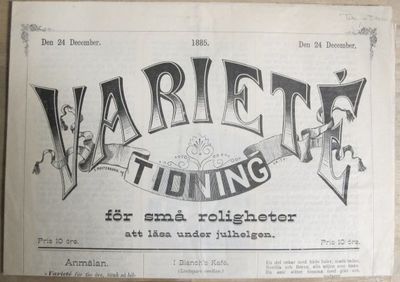 Den 24 December. 1885. Den 24 December.
VARIETÉ
TIDNING
för små roligheter
att läsa under julhelgen.
Pris 10 öre. Pris 10 öre.
Anmälan.
I Blanch's Kafé.